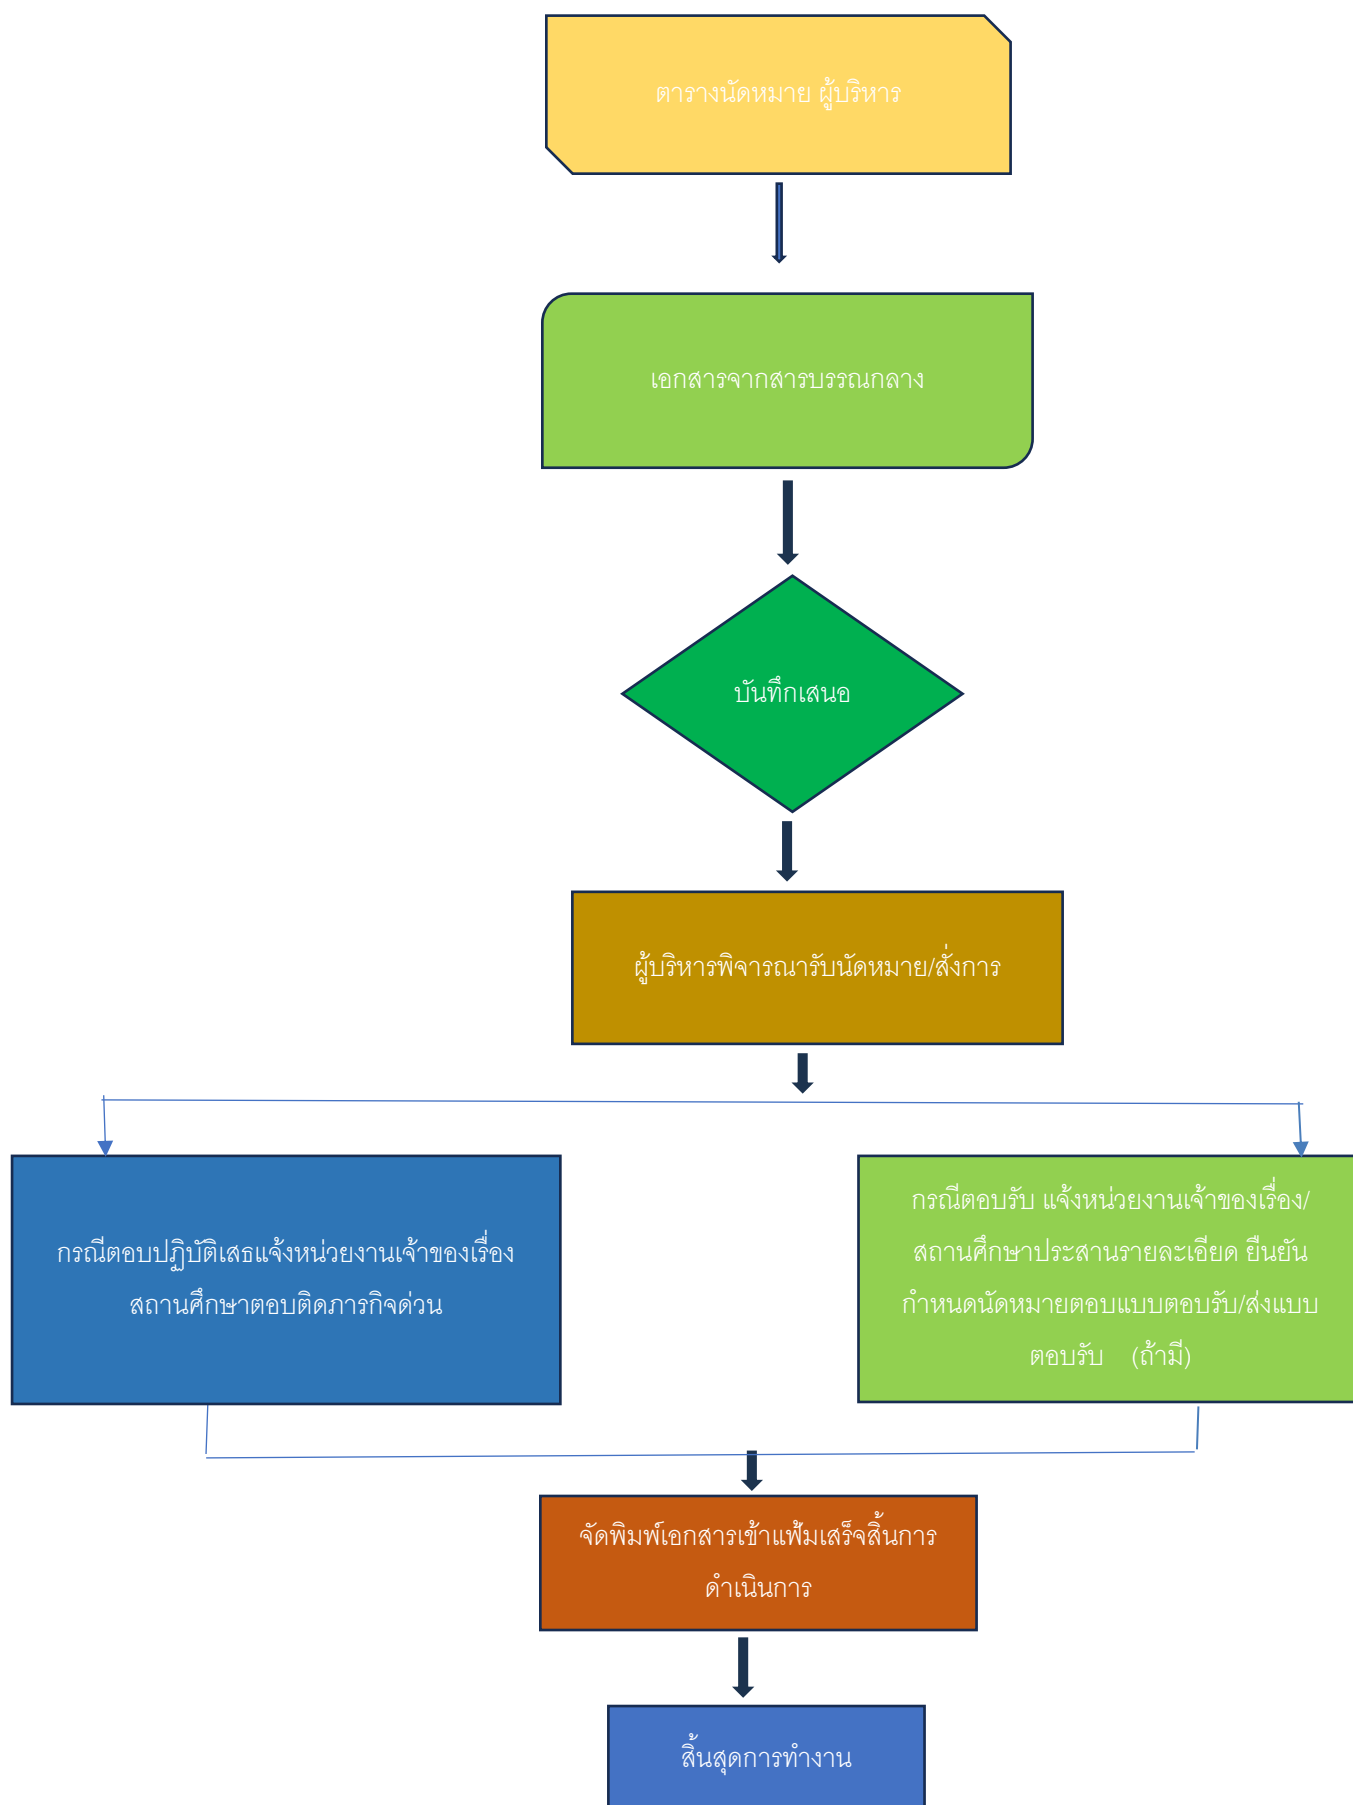 ตารางนัดหมาย ผู้บริหาร
เอกสารจากสารบรรณกลาง
บันทึกเสนอ
ผู้บริหารพิจารณารับนัดหมาย/สั่งการ
กรณีตอบปฏิบัติเสธแจ้งหน่วยงานเจ้าของเรื่อง
สถานศึกษาตอบติดภารกิจด่วน
กรณีตอบรับ แจ้งหน่วยงานเจ้าของเรื่อง/
สถานศึกษาประสานรายละเอียด ยืนยัน
กำหนดนัดหมายตอบแบบตอบรับ/ส่งแบบ
ตอบรับ (ถ้ามี)
จัดพิมพ์เอกสารเข้าแฟ้มเสร็จสิ้นการ
ดำเนินการ
สิ้นสุดการทำงาน